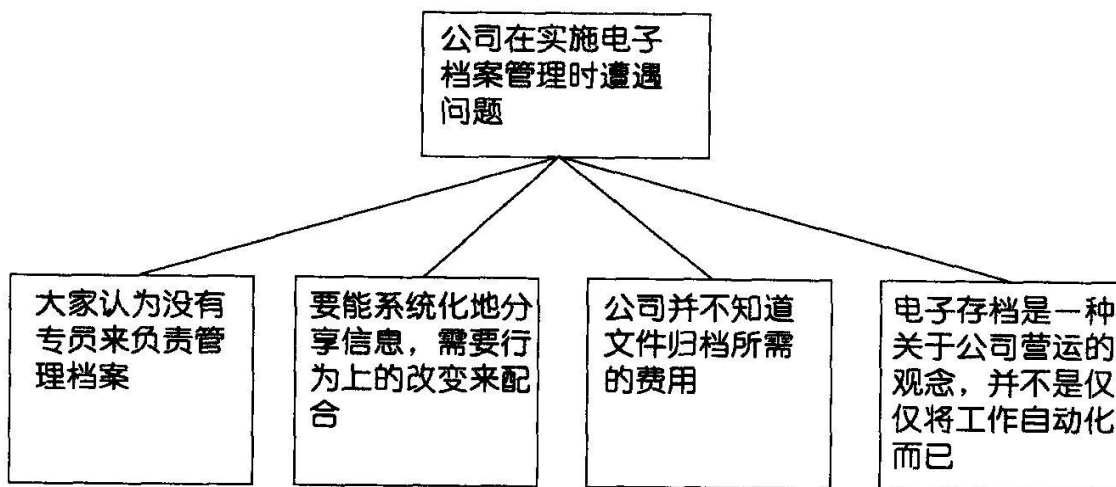 公司在实施电子
档案管理时遭遇
问题
大家认为没有
专员来负责管
理档案
要能系统化地分
享信息，需要行
为上的改变来配
合
公司并不知道
文件归档所需
的费用
电子存档是一种
关于公司营运的
观念，并不是仅
仅将工作自动化
而已